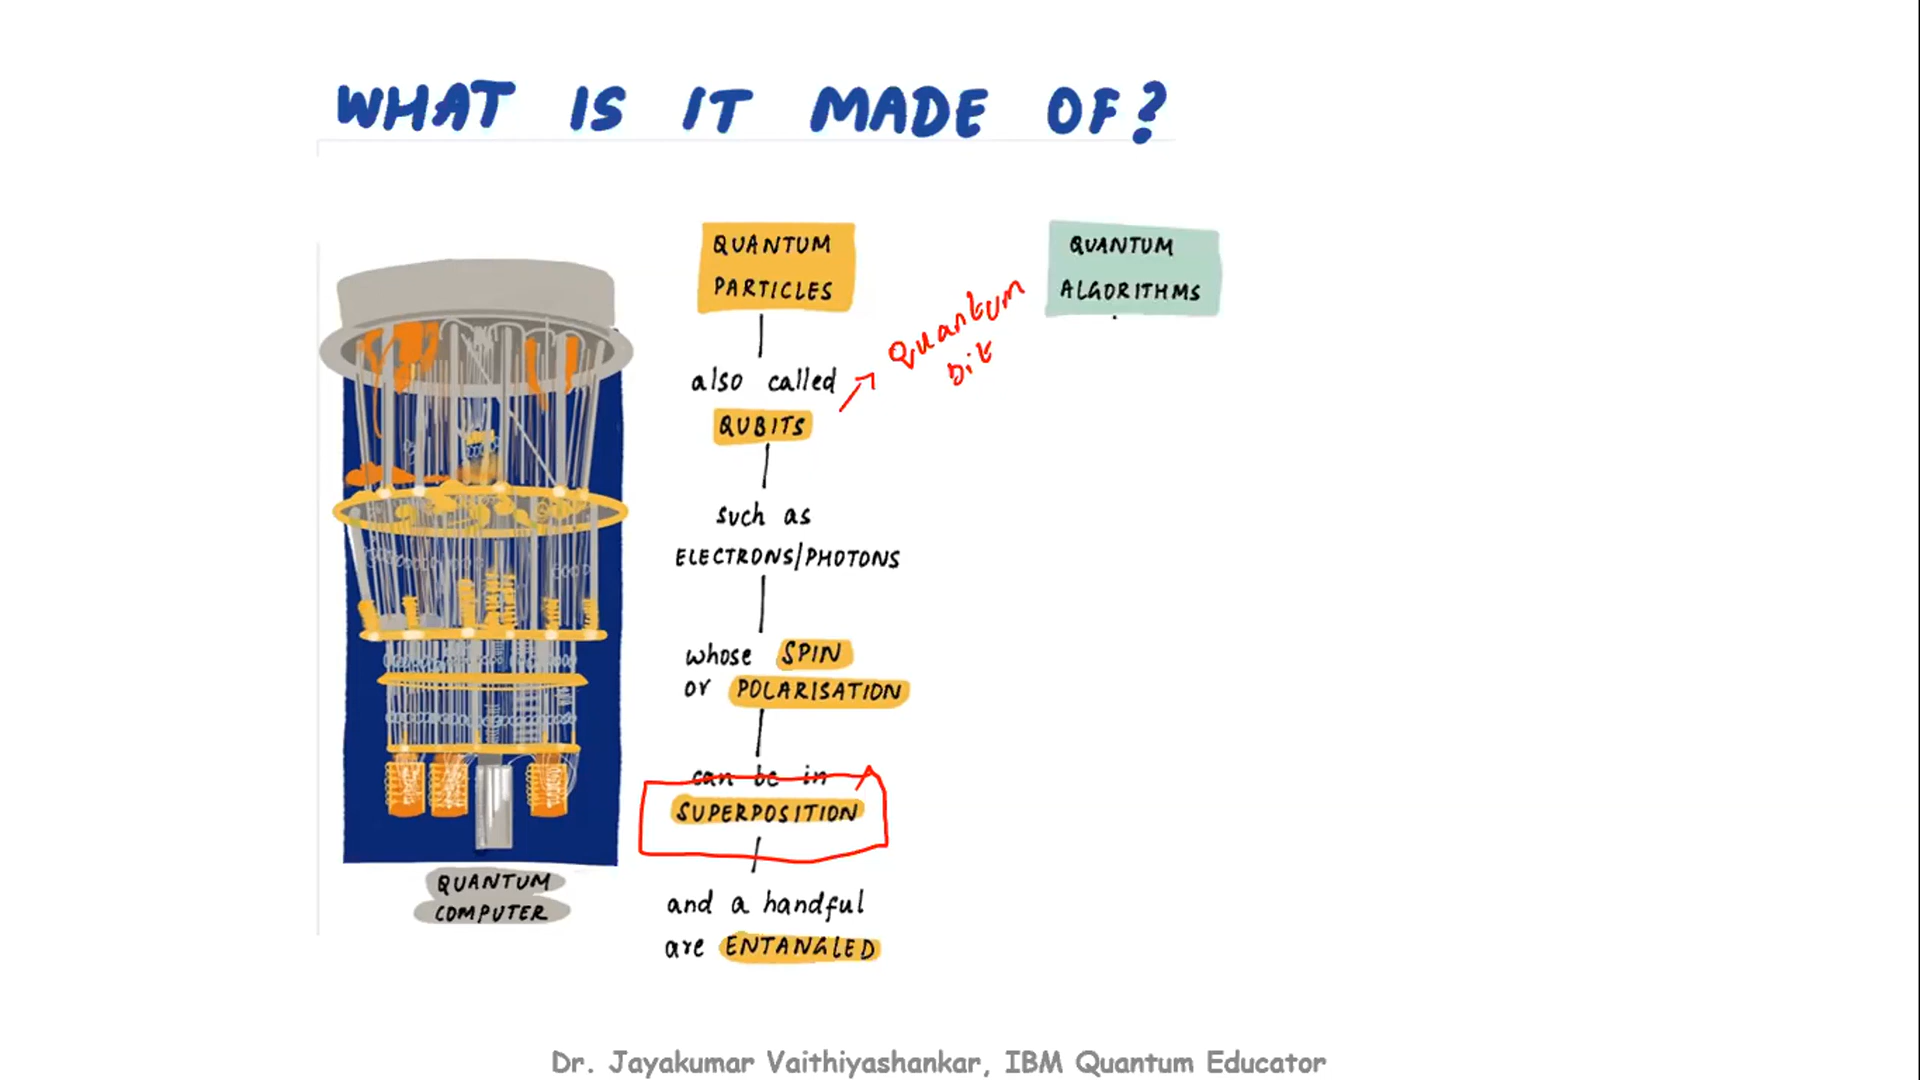 WHAT IS IT MADE OF?
QUANTUM
PARTICLES
also called
QUBITS
such as
ELECTRONS/PHOTONS
whose SPIN
or POLARISATION
can be in
SUPERPOSITION
and a handful
are ENTANGLED
Quantum
bit
QUANTUM
ALGORITHMS
QUANTUM
COMPUTER
Dr. Jayakumar Vaithiyashankar, IBM Quantum Educator